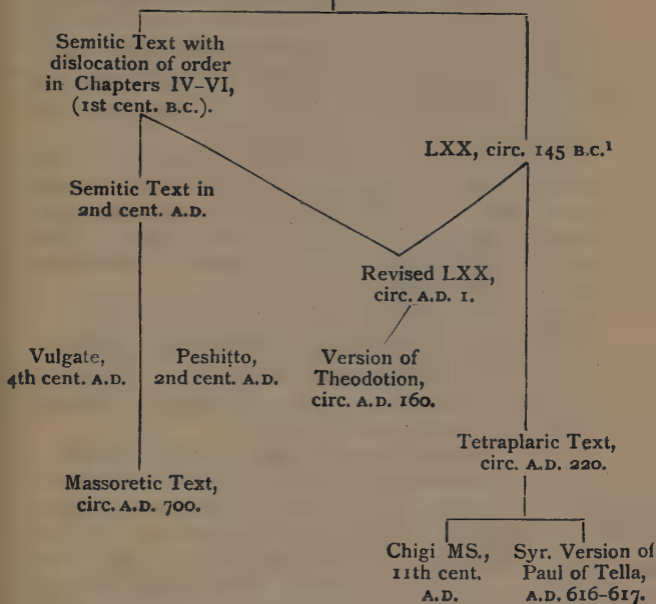 Semitic Text with
dislocation of order
in Chapters IV–VI,
(1st cent. B.C.).
LXX, circ. 145 B.C.¹
Semitic Text in
2nd cent. A.D.
Revised LXX,
circ. A.D. 1.
Vulgate,
4th cent. A.D.
Peshitto,
2nd cent. A.D.
Version of
Theodotion,
circ. A.D. 160.
Tetraplaric Text,
circ. A.D. 220.
Massoretic Text,
circ. A.D. 700.
Chigi MS.,
11th cent.
A.D.
Syr. Version of
Paul of Tella,
A.D. 616–617.